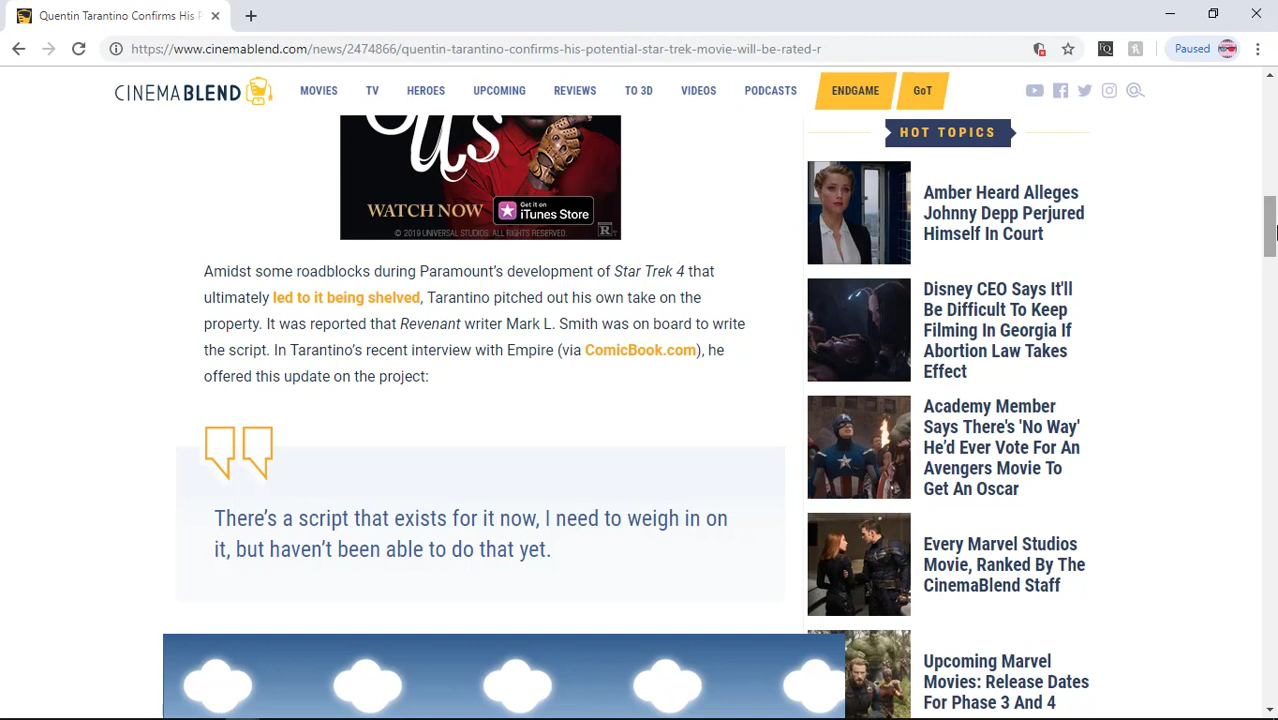 Quentin Tarantino Confirms His P
https://www.cinemablend.com/news/2474866/quentin-tarantino-confirms-his-potential-star-trek-movie-will-be-rated-r
Paused
CINEMABLEND
MOVIES
TV
HEROES
UPCOMING
REVIEWS
TO 3D
VIDEOS
PODCASTS
ENDGAME
GoT
us
WATCH NOW
Get it on
iTunes Store
© 2019 UNIVERSAL STUDIOS. ALL RIGHTS RESERVED.
R
Amidst some roadblocks during Paramount’s development of Star Trek 4 that
ultimately led to it being shelved, Tarantino pitched out his own take on the
property. It was reported that Revenant writer Mark L. Smith was on board to write
the script. In Tarantino’s recent interview with Empire (via ComicBook.com), he
offered this update on the project:
There’s a script that exists for it now, I need to weigh in on
it, but haven’t been able to do that yet.
HOT TOPICS
Amber Heard Alleges
Johnny Depp Perjured
Himself In Court
Disney CEO Says It'll
Be Difficult To Keep
Filming In Georgia If
Abortion Law Takes
Effect
Academy Member
Says There's 'No Way'
He’d Ever Vote For An
Avengers Movie To
Get An Oscar
Every Marvel Studios
Movie, Ranked By The
CinemaBlend Staff
Upcoming Marvel
Movies: Release Dates
For Phase 3 And 4